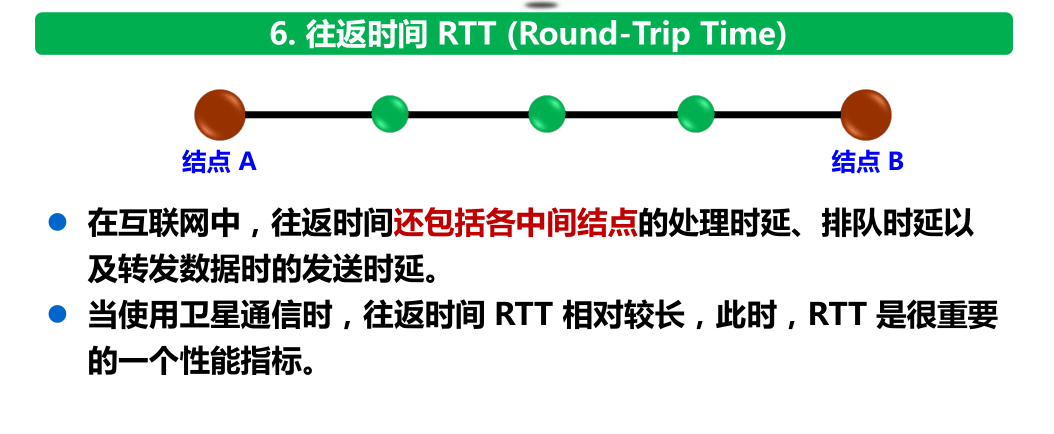 6. 往返时间 RTT (Round-Trip Time)
结点 A
结点 B
在互联网中，往返时间还包括各中间结点的处理时延、排队时延以
及转发数据时的发送时延。
当使用卫星通信时，往返时间 RTT 相对较长，此时，RTT 是很重要
的一个性能指标。